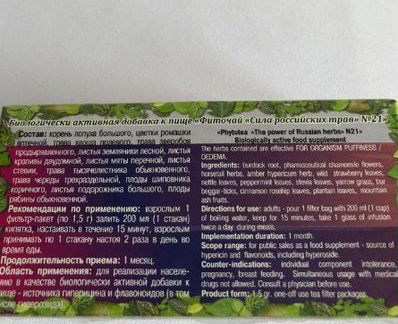 Биологически активная добавка к пище «Фиточай «Сила российских трав» №21»
Состав: корень лопуха большого, цветки ромашки
аптечной, трава хвоща полевого, трава зверобоя
продырявленного, листья земляники лесной, листья
крапивы двудомной, листья мяты перечной, листья
стевии, трава тысячелистника обыкновенного,
трава череды трехраздельной, плоды шиповника
коричного, листья подорожника большого, плоды
рябины обыкновенной.
Рекомендации по применению: взрослым 1
фильтр-пакет (по 1,5 г) залить 200 мл (1 стакан)
кипятка, настаивать в течение 15 минут, взрослым
принимать по 1 стакану настоя 2 раза в день во
время еды.
Продолжительность приема: 1 месяц.
Область применения: для реализации населению
в качестве биологически активной добавки к
пище - источника гиперицина и флавоноидов (в том
числе гиперозида).
«Phytotea «The power of Russian herbs» N21»
Biologically active food supplement
The herbs contained are effective FOR ORGANISM PUFFINESS /
OEDEMA.
Ingredients: burdock root, pharmaceutical chamomile flowers,
horsetail herbs, amber hypericum herb, wild strawberry leaves,
nettle leaves, peppermint leaves, stevia leaves, yarrow grass, bur
beggar-ticks, cinnamon rosehip leaves, plantain leaves, mountain
ash fruits.
Directions for use: adults - pour 1 filter bag with 200 ml (1 cup)
of boiling water, keep for 15 minutes, take 1 glass of infusion
twice a day during meals.
Implementation duration: 1 month.
Scope range: for public sales as a food supplement - source of
hypericin and flavonoids, including hyperoside.
Counter-indications: individual component intolerance,
pregnancy, breast feeding. Simultaneous usage with medical
drugs not allowed. Consult a physician before use.
Product form: 1,5 gr. one-off use tea filter packages.